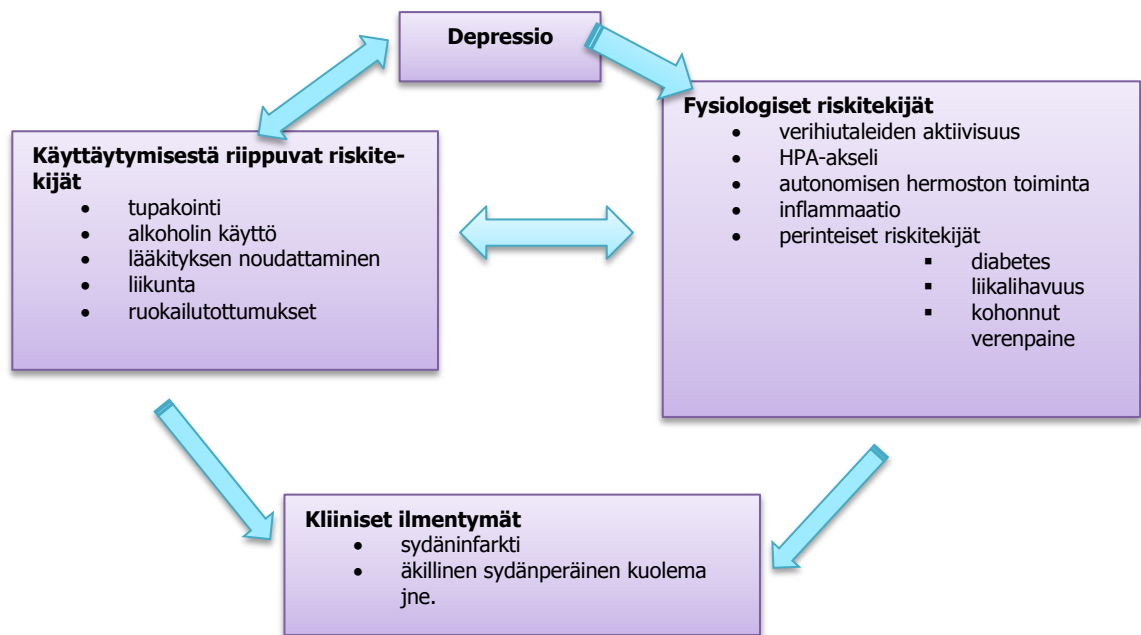 Depressio
Käyttäytymisestä riippuvat riskite-
kijät
• tupakointi
• alkoholin käyttö
• lääkityksen noudattaminen
• liikunta
• ruokailutottumukset
Fysiologiset riskitekijät
• verihiutaleiden aktiivisuus
• HPA-akseli
• autonomisen hermoston toiminta
• inflammaatio
• perinteiset riskitekijät
▪ diabetes
▪ liikalihavuus
▪ kohonnut
verenpaine
Kliiniset ilmentymät
• sydäninfarkti
• äkillinen sydänperäinen kuolema
jne.